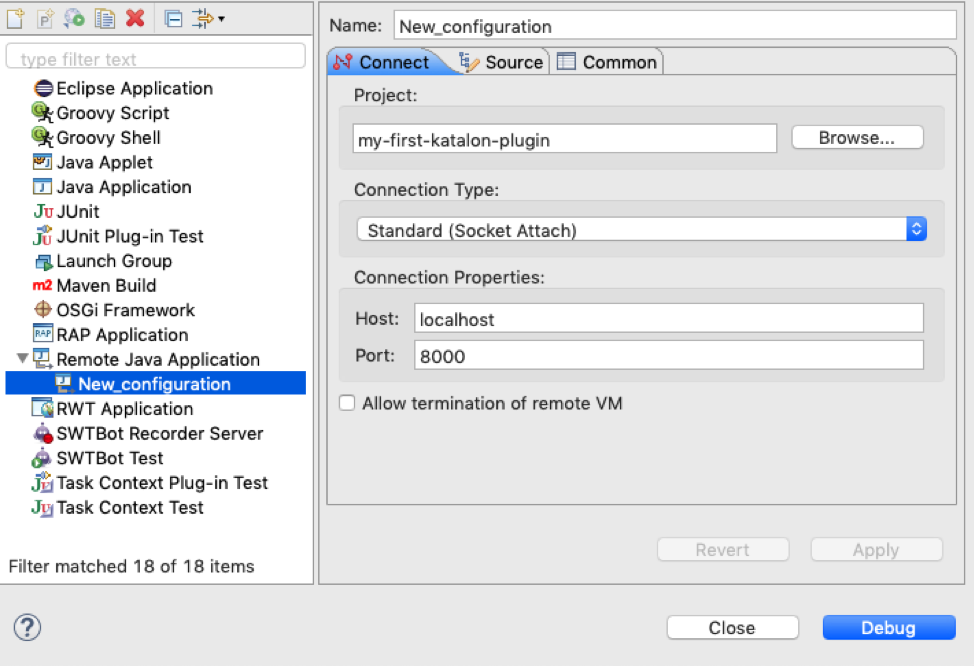 type filter text
Eclipse Application
Groovy Script
Groovy Shell
Java Applet
Java Application
Ju JUnit
JUnit Plug-in Test
Launch Group
m2 Maven Build
OSGi Framework
RAP RAP Application
Remote Java Application
New_configuration
RWT Application
SWTBot Recorder Server
SWTBot Test
Task Context Plug-in Test
Task Context Test
Filter matched 18 of 18 items
Name: New_configuration
Connect Source Common
Project:
my-first-katalon-plugin Browse...
Connection Type:
Standard (Socket Attach)
Connection Properties:
Host: localhost
Port: 8000
Allow termination of remote VM
Revert Apply
? Close Debug